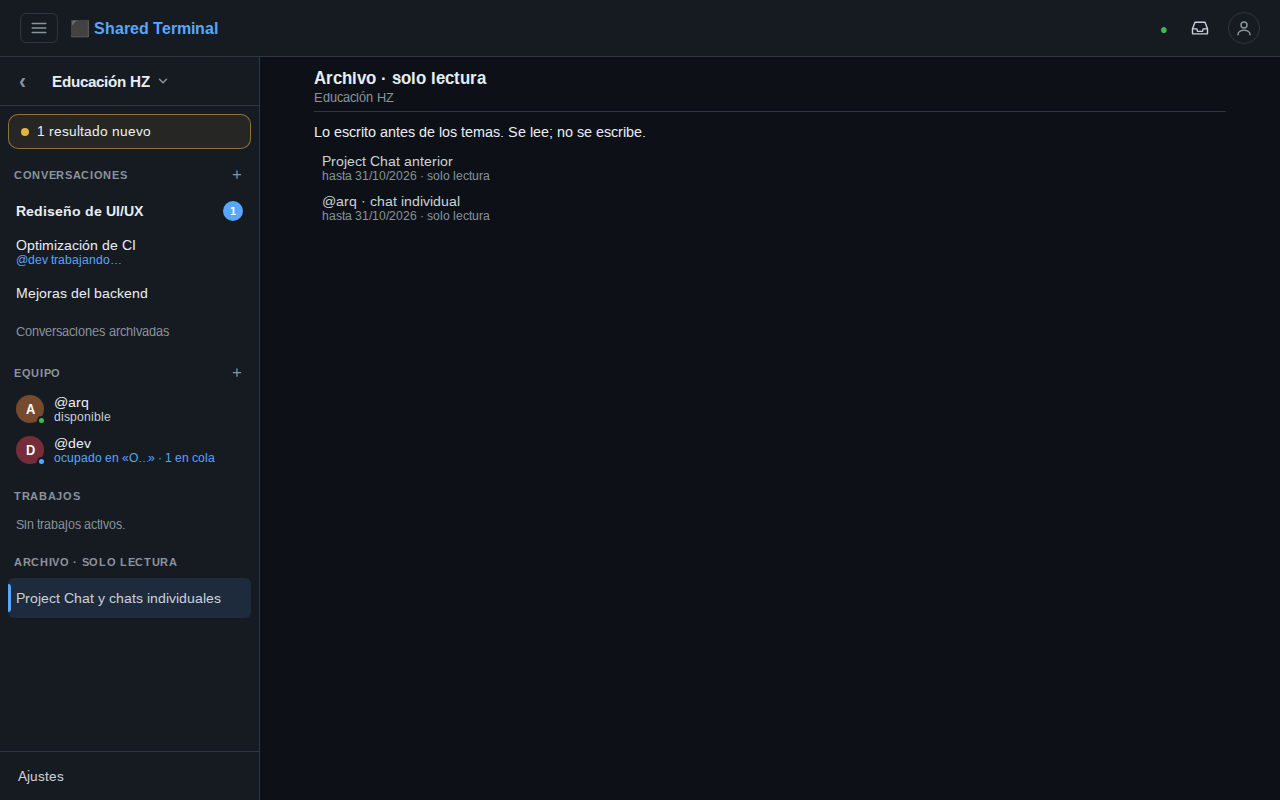 Shared Terminal
Educación HZ
1 resultado nuevo
CONVERSACIONES +
Rediseño de UI/UX 1
Optimización de CI
@dev trabajando…
Mejoras del backend
Conversaciones archivadas
EQUIPO +
A @arq
disponible
D @dev
ocupado en «O…» · 1 en cola
TRABAJOS
Sin trabajos activos.
ARCHIVO · SOLO LECTURA
Project Chat y chats individuales
Ajustes
Archivo · solo lectura
Educación HZ
Lo escrito antes de los temas. Se lee; no se escribe.
Project Chat anterior
hasta 31/10/2026 · solo lectura
@arq · chat individual
hasta 31/10/2026 · solo lectura